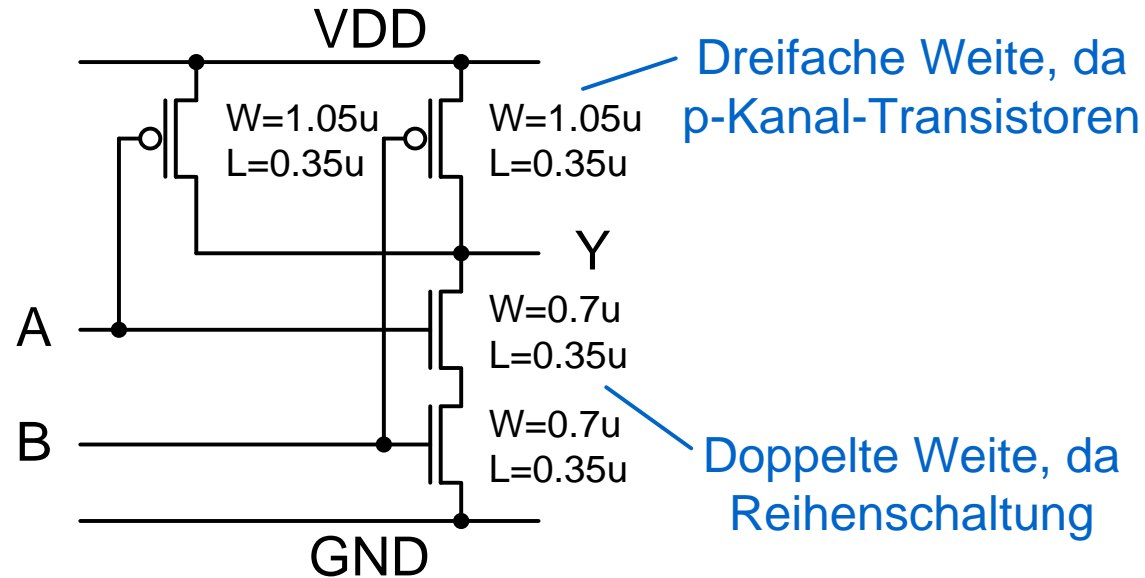 VDD
Dreifache Weite, da
p-Kanal-Transistoren
W=1.05u
L=0.35u
W=1.05u
L=0.35u
Y
A
W=0.7u
L=0.35u
B
W=0.7u
L=0.35u
Doppelte Weite, da
Reihenschaltung
GND